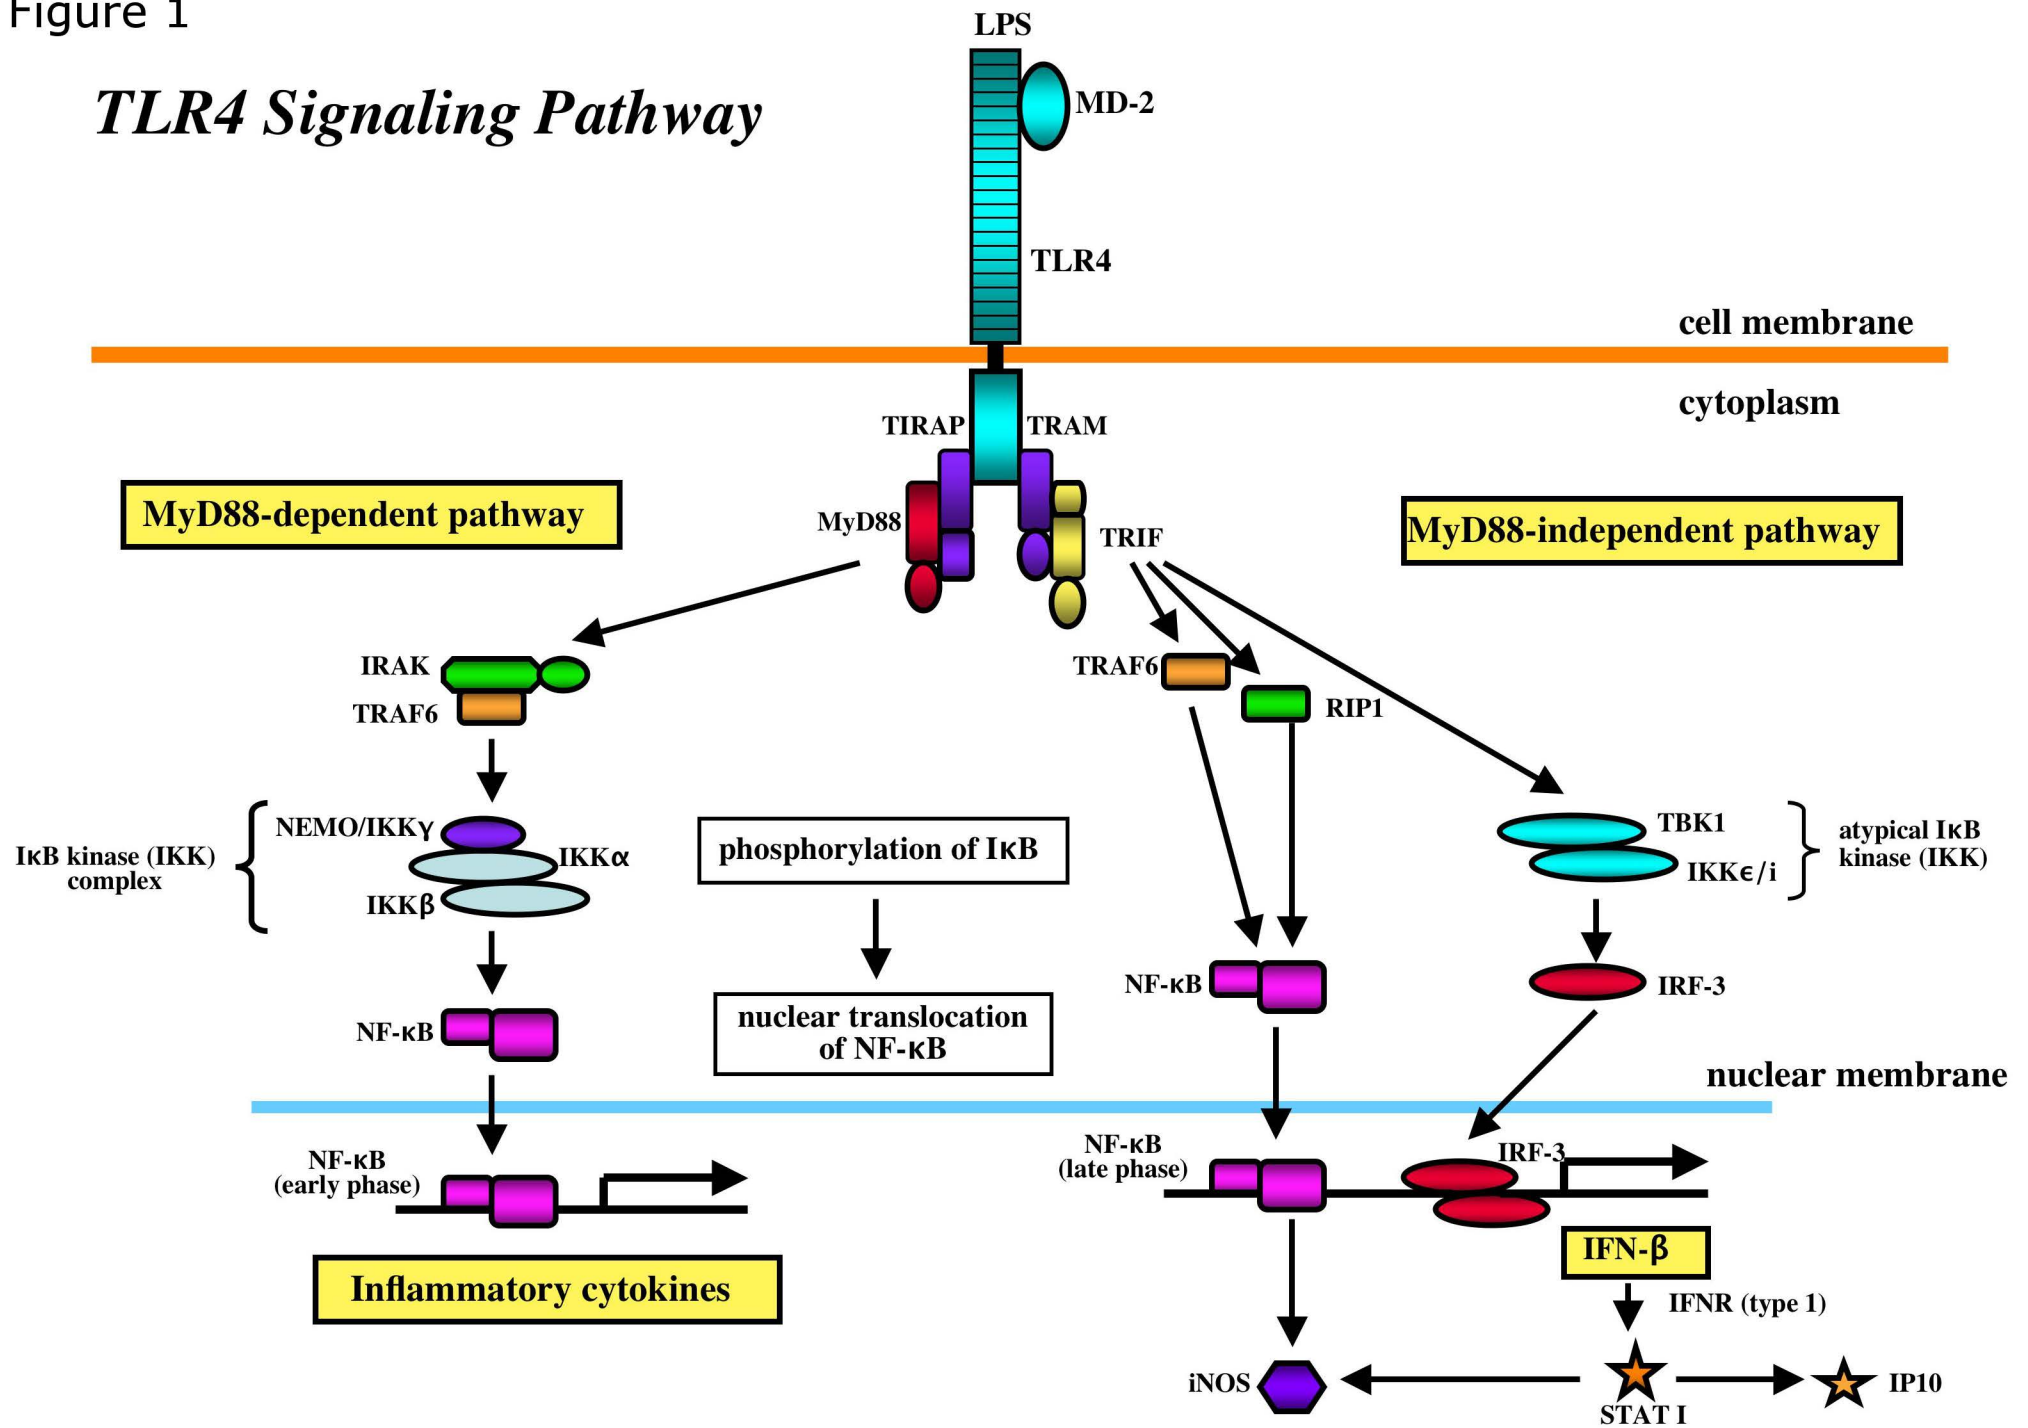 Figure 1
TLR4 Signaling Pathway
LPS
MD-2
TLR4
cell membrane
cytoplasm
TIRAP
TRAM
MyD88-dependent pathway
MyD88
TRIF
MyD88-independent pathway
IRAK
TRAF6
TRAF6
RIP1
IκB kinase (IKK)
complex
NEMO/IKKγ
IKKα
IKKβ
phosphorylation of IκB
TBK1
IKKϵ/i
atypical IκB
kinase (IKK)
NF-κB
nuclear translocation
of NF-κB
NF-κB
IRF-3
nuclear membrane
NF-κB
(early phase)
NF-κB
(late phase)
IRF-3
Inflammatory cytokines
IFN-β
IFNR (type 1)
iNOS
STAT I
IP10